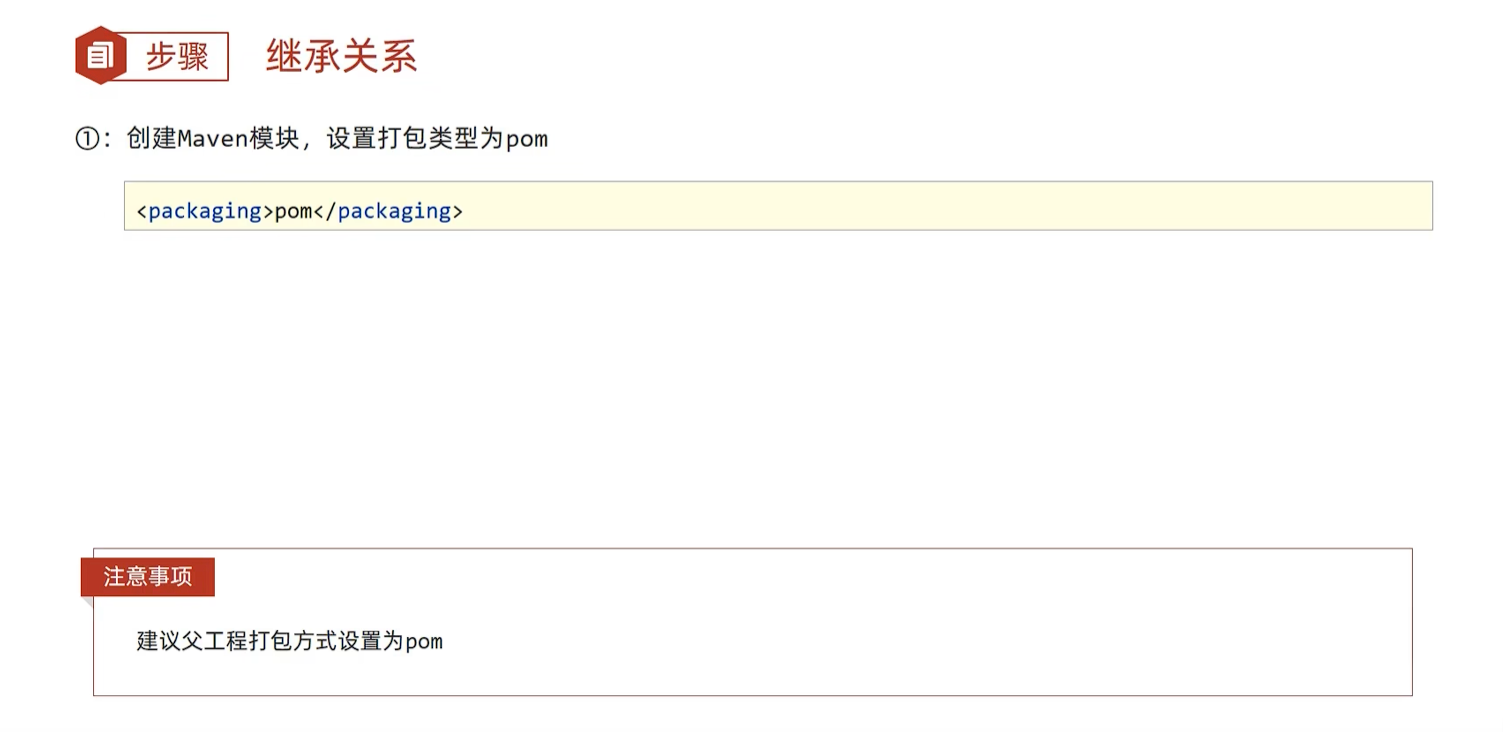 步骤 继承关系
①：创建Maven模块，设置打包类型为pom
<packaging>pom</packaging>
注意事项
建议父工程打包方式设置为pom